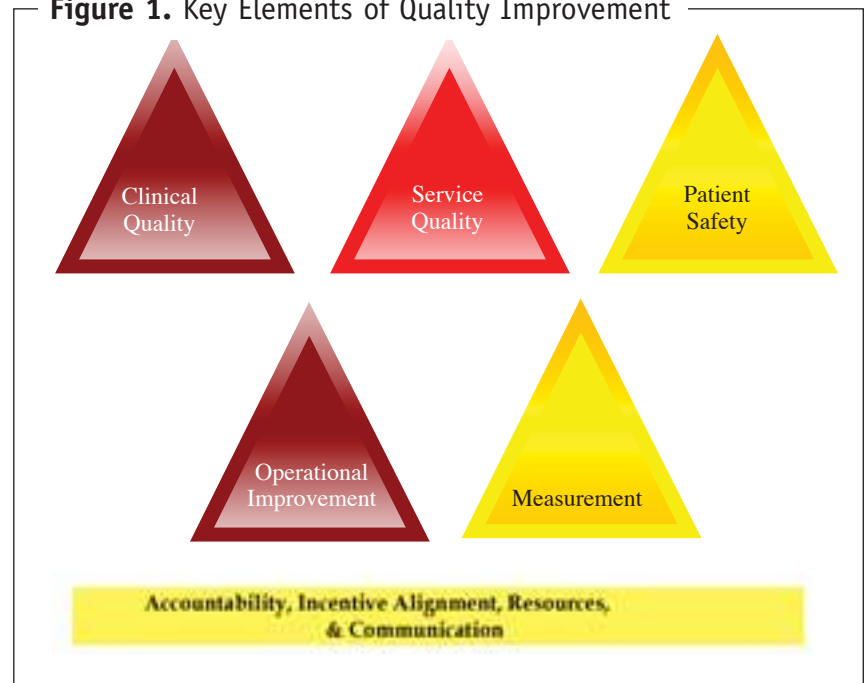 Figure 1. Key Elements of Quality Improvement
Clinical
Quality
Service
Quality
Patient
Safety
Operational
Improvement
Measurement
Accountability, Incentive Alignment, Resources,
& Communication